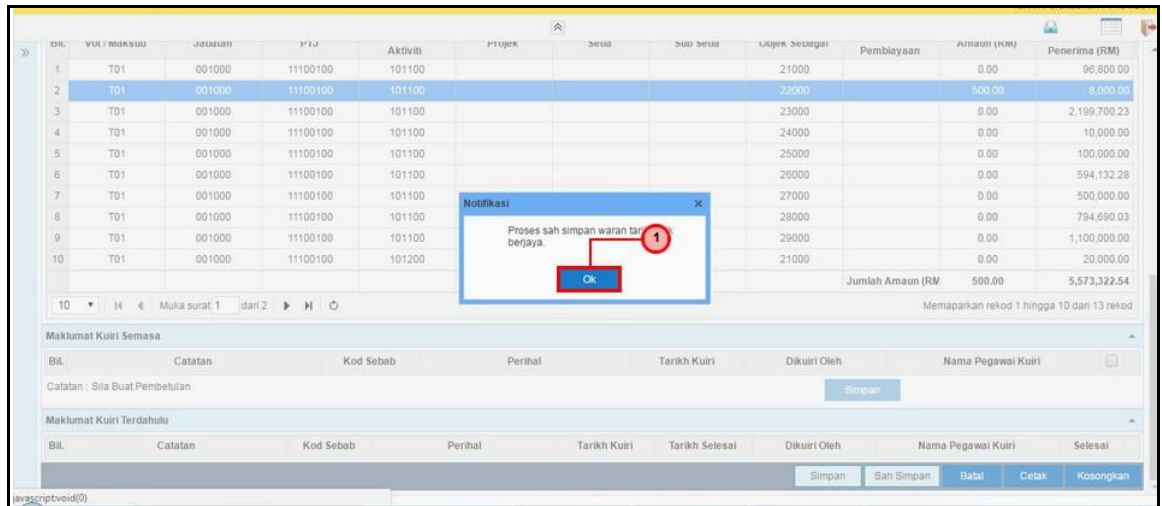 Bil. Vot / Maksud Jabatan PTJ Aktiviti Projek Setia Sub Setia Objek Sebagai Pembiayaan Amaun (RM) Penerima (RM)
1 T01 001000 11100100 101100 21000 0.00 96,800.00
2 T01 001000 11100100 101100 22000 500.00 8,000.00
3 T01 001000 11100100 101100 23000 0.00 2,199,700.23
4 T01 001000 11100100 101100 24000 0.00 10,000.00
5 T01 001000 11100100 101100 25000 0.00 100,000.00
6 T01 001000 11100100 101100 26000 0.00 594,132.28
7 T01 001000 11100100 101100 27000 0.00 500,000.00
8 T01 001000 11100100 101100 28000 0.00 794,690.03
9 T01 001000 11100100 101100 29000 0.00 1,100,000.00
10 T01 001000 11100100 101200 21000 0.00 20,000.00
Jumlah Amaun (RM 500.00 5,573,322.54
Notifikasi ×
Proses sah simpan waran
berjaya.
1
Ok
10 Muka surat 1 dari 2 Memaparkan rekod 1 hingga 10 dari 13 rekod
Maklumat Kuiri Semasa
Bil. Catatan Kod Sebab Perihal Tarikh Kuiri Dikuiri Oleh Nama Pegawai Kuiri
Catatan : Sila Buat Pembetulan Simpan
Maklumat Kuiri Terdahulu
Bil. Catatan Kod Sebab Perihal Tarikh Kuiri Tarikh Selesai Dikuiri Oleh Nama Pegawai Kuiri Selesai
Simpan Sah Simpan Batal Cetak Kosongkan
javascript:void(0)